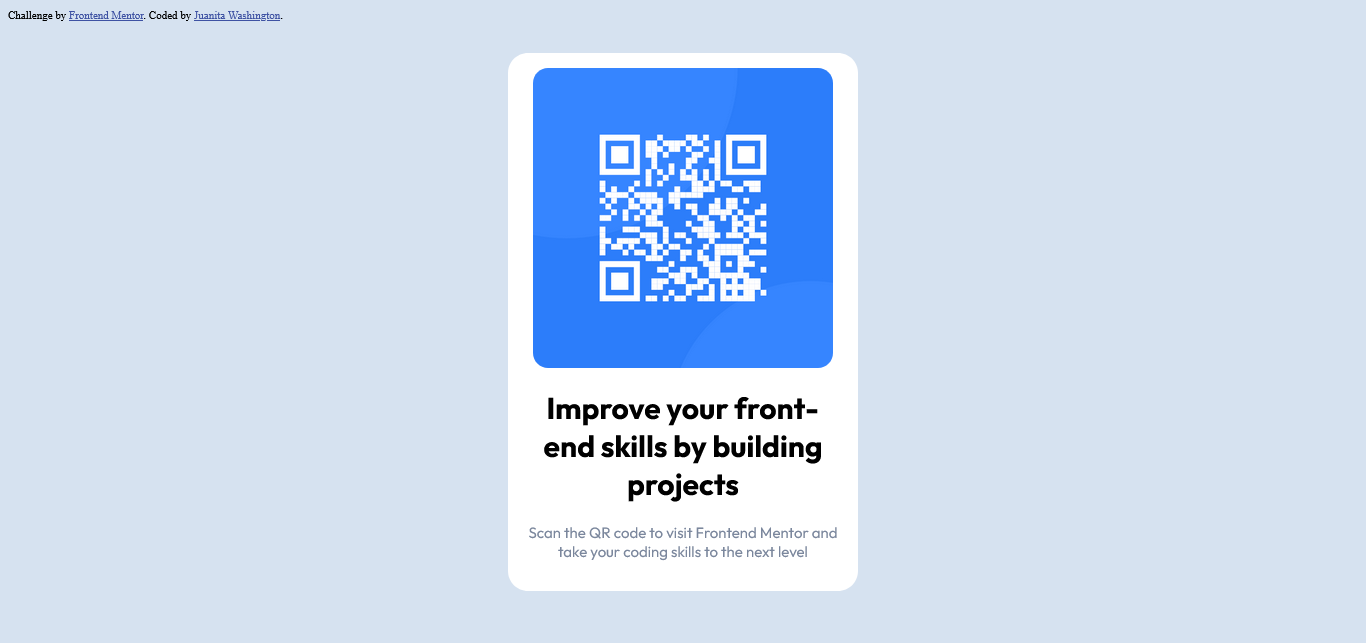 Challenge by Frontend Mentor. Coded by Juanita Washington.
Improve your front-
end skills by building
projects
Scan the QR code to visit Frontend Mentor and
take your coding skills to the next level